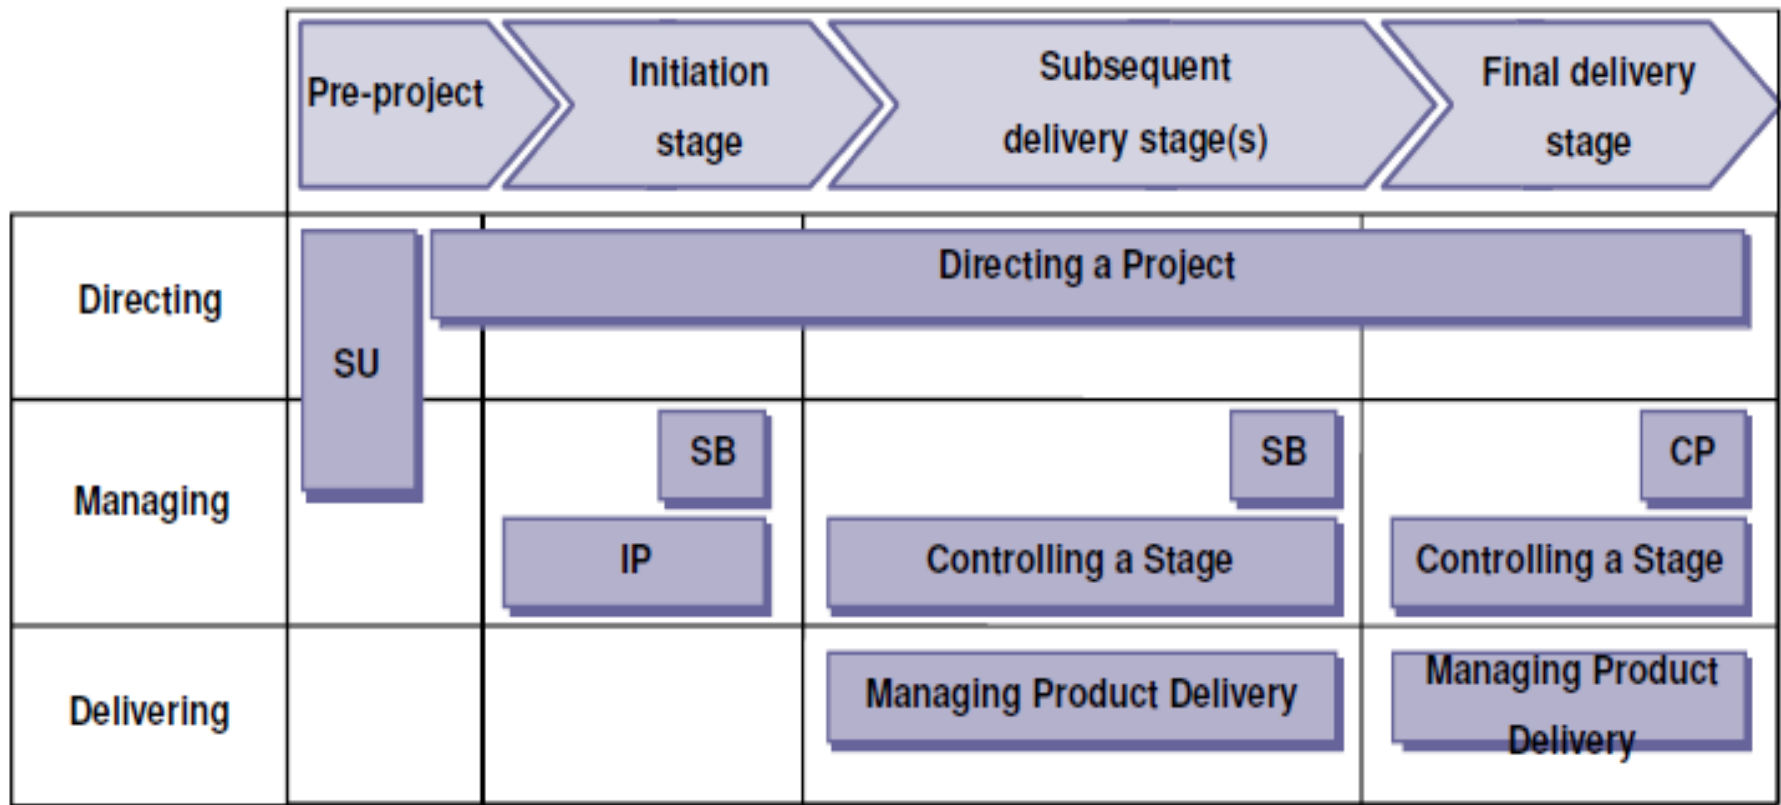 Pre-project
Initiation
stage
Subsequent
delivery stage(s)
Final delivery
stage
Directing
SU
Directing a Project
Managing
SB
SB
CP
IP
Controlling a Stage
Controlling a Stage
Delivering
Managing Product Delivery
Managing Product
Delivery